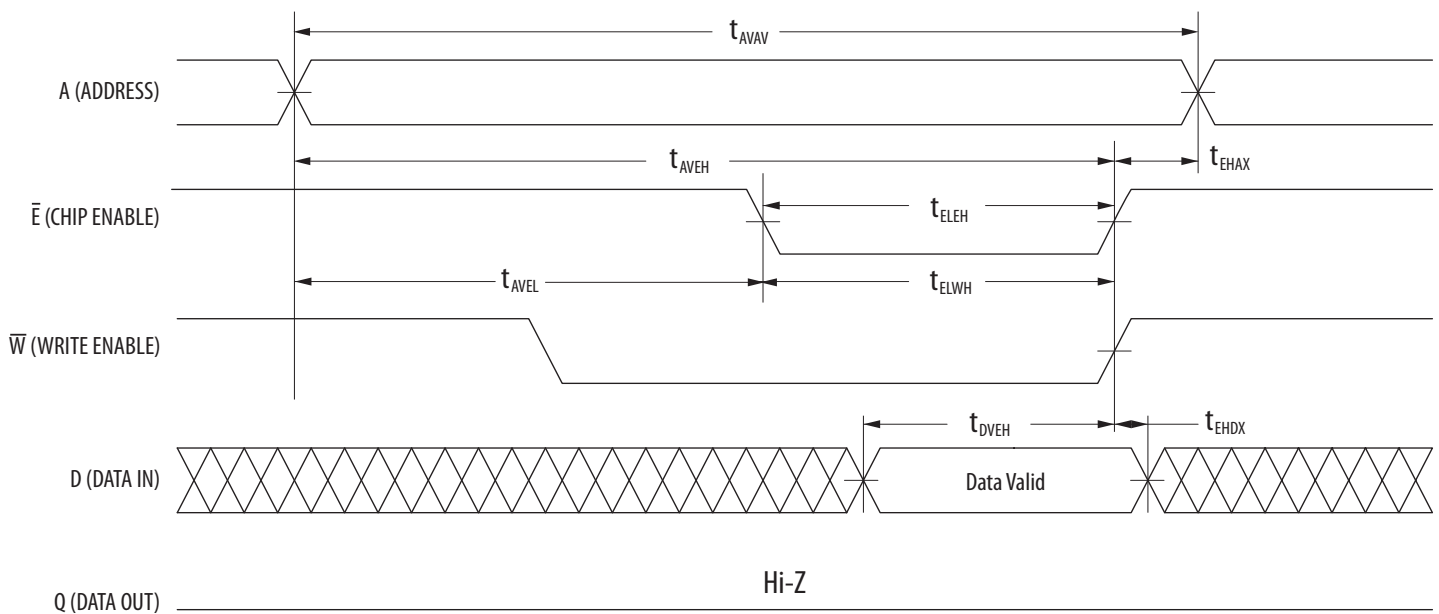 tAVAV
A (ADDRESS)
tAVEH
tEHAX
E̅ (CHIP ENABLE)
tELEH
tAVEL
tELWH
W̅ (WRITE ENABLE)
tDVEH
tEHDX
D (DATA IN)
Data Valid
Hi-Z
Q (DATA OUT)